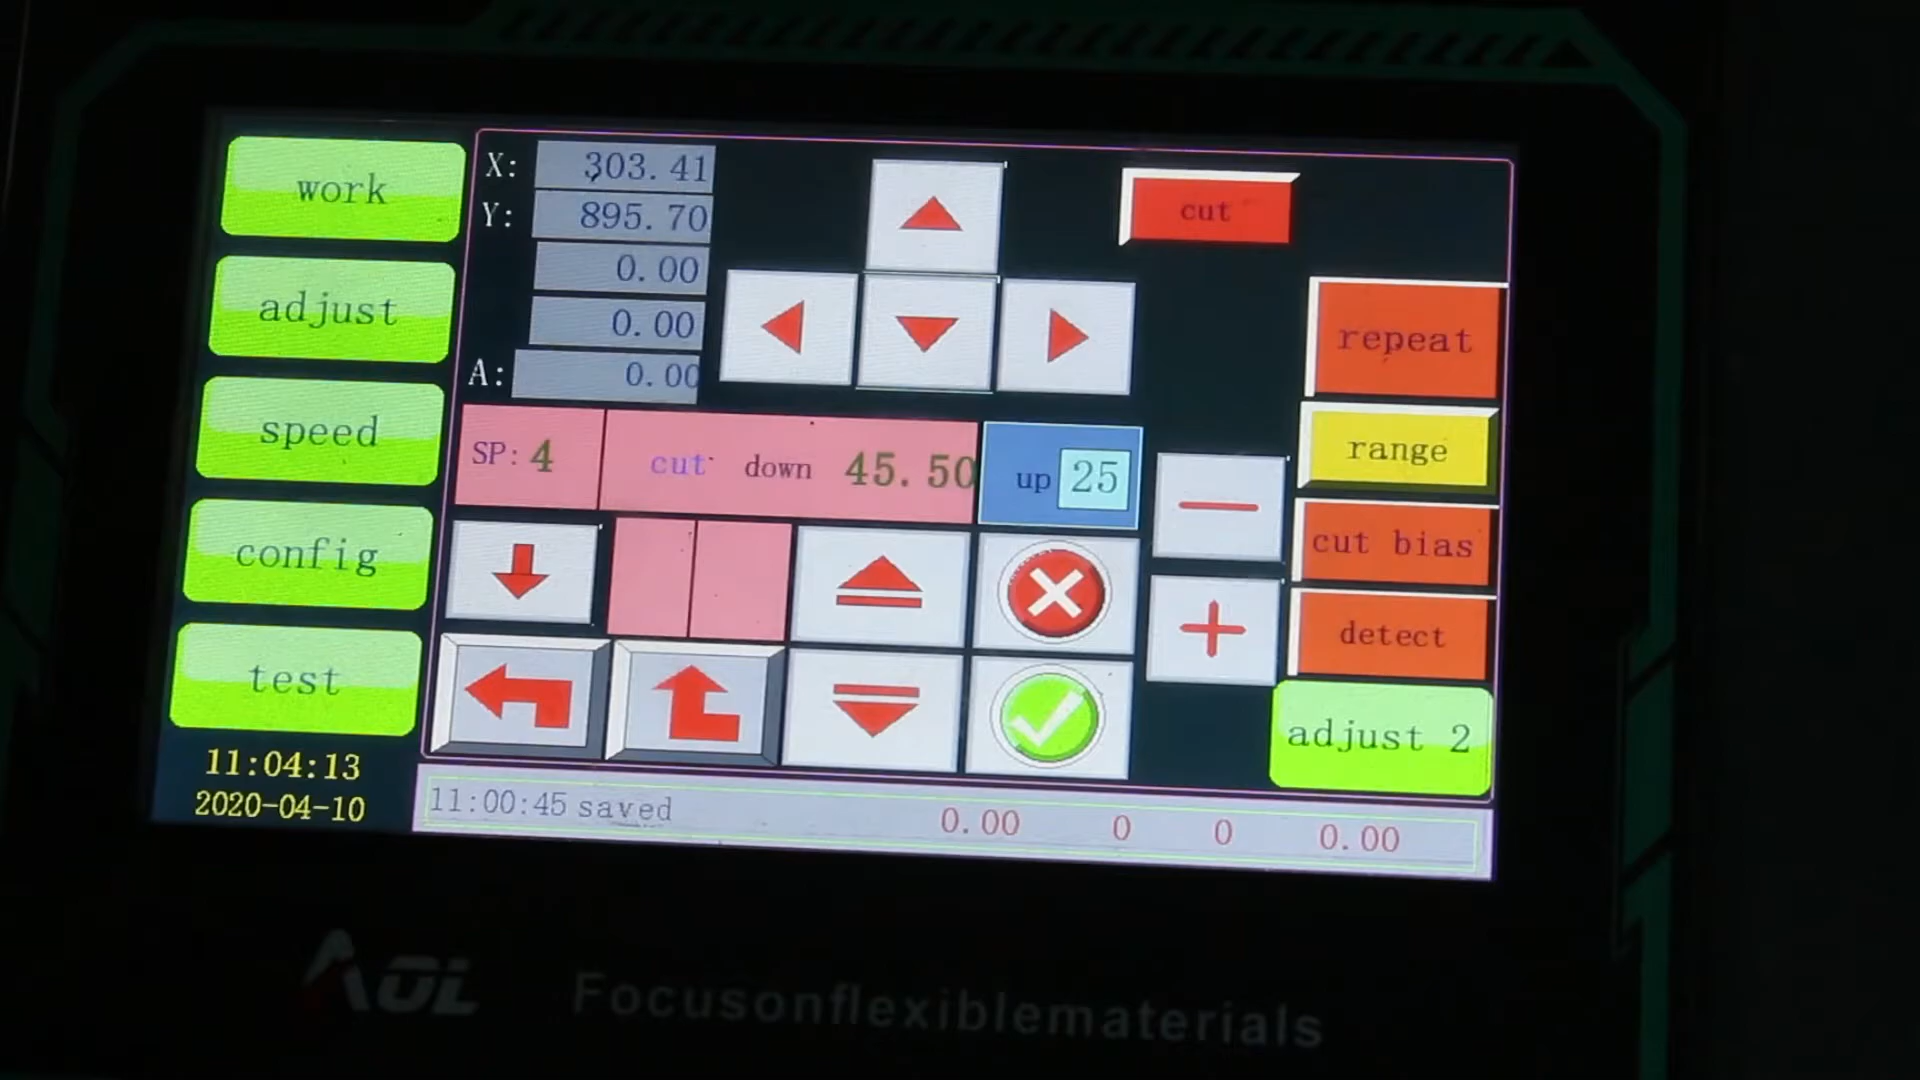 work
adjust
speed
config
test
11:04:13
2020-04-10
X: 303.41
Y: 895.70
0.00
0.00
A: 0.00
cut
SP: 4
cut down 45.50
up 25
repeat
range
cut bias
detect
adjust 2
11:00:45 saved 0.00 0 0 0.00
AOL
Focusonflexiblematerials